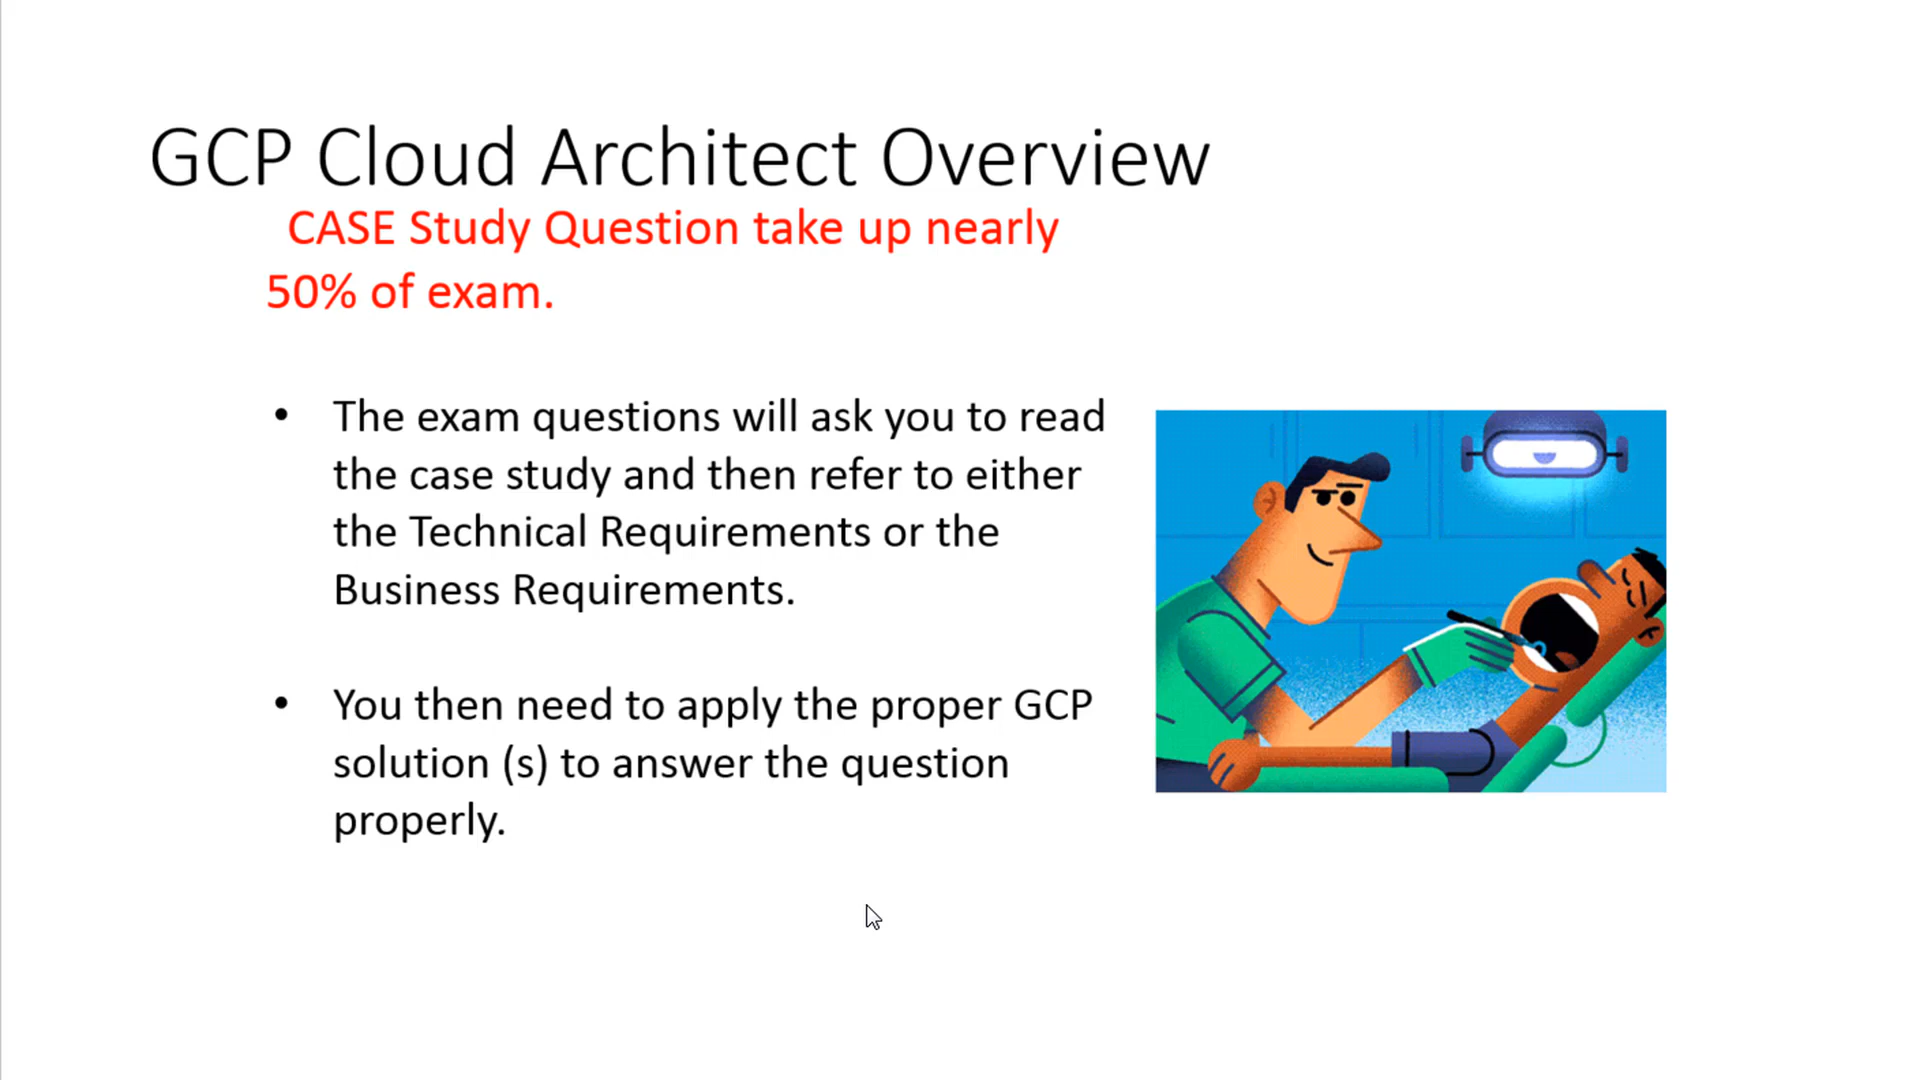 GCP Cloud Architect Overview
CASE Study Question take up nearly
50% of exam.
• The exam questions will ask you to read
the case study and then refer to either
the Technical Requirements or the
Business Requirements.
• You then need to apply the proper GCP
solution (s) to answer the question
properly.